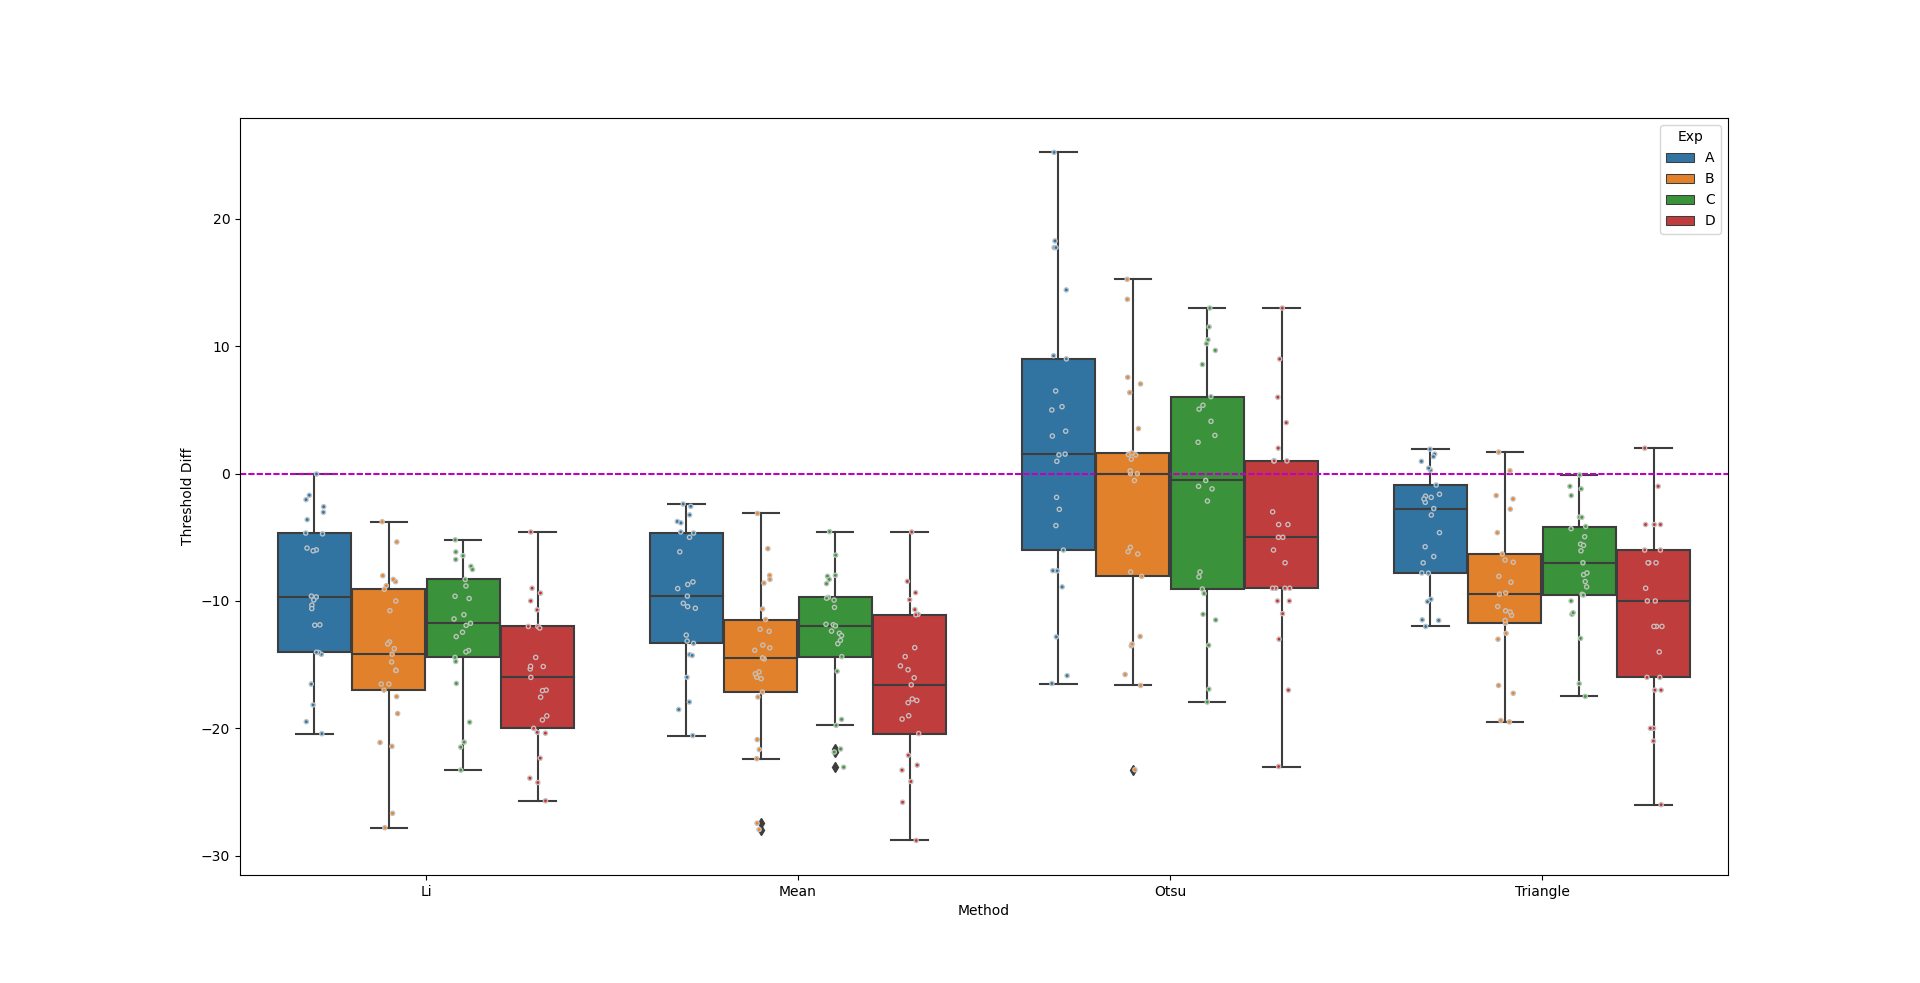 Exp
A
B
C
D
Threshold Diff
20
10
0
−10
−20
−30
Li
Mean
Otsu
Triangle
Method